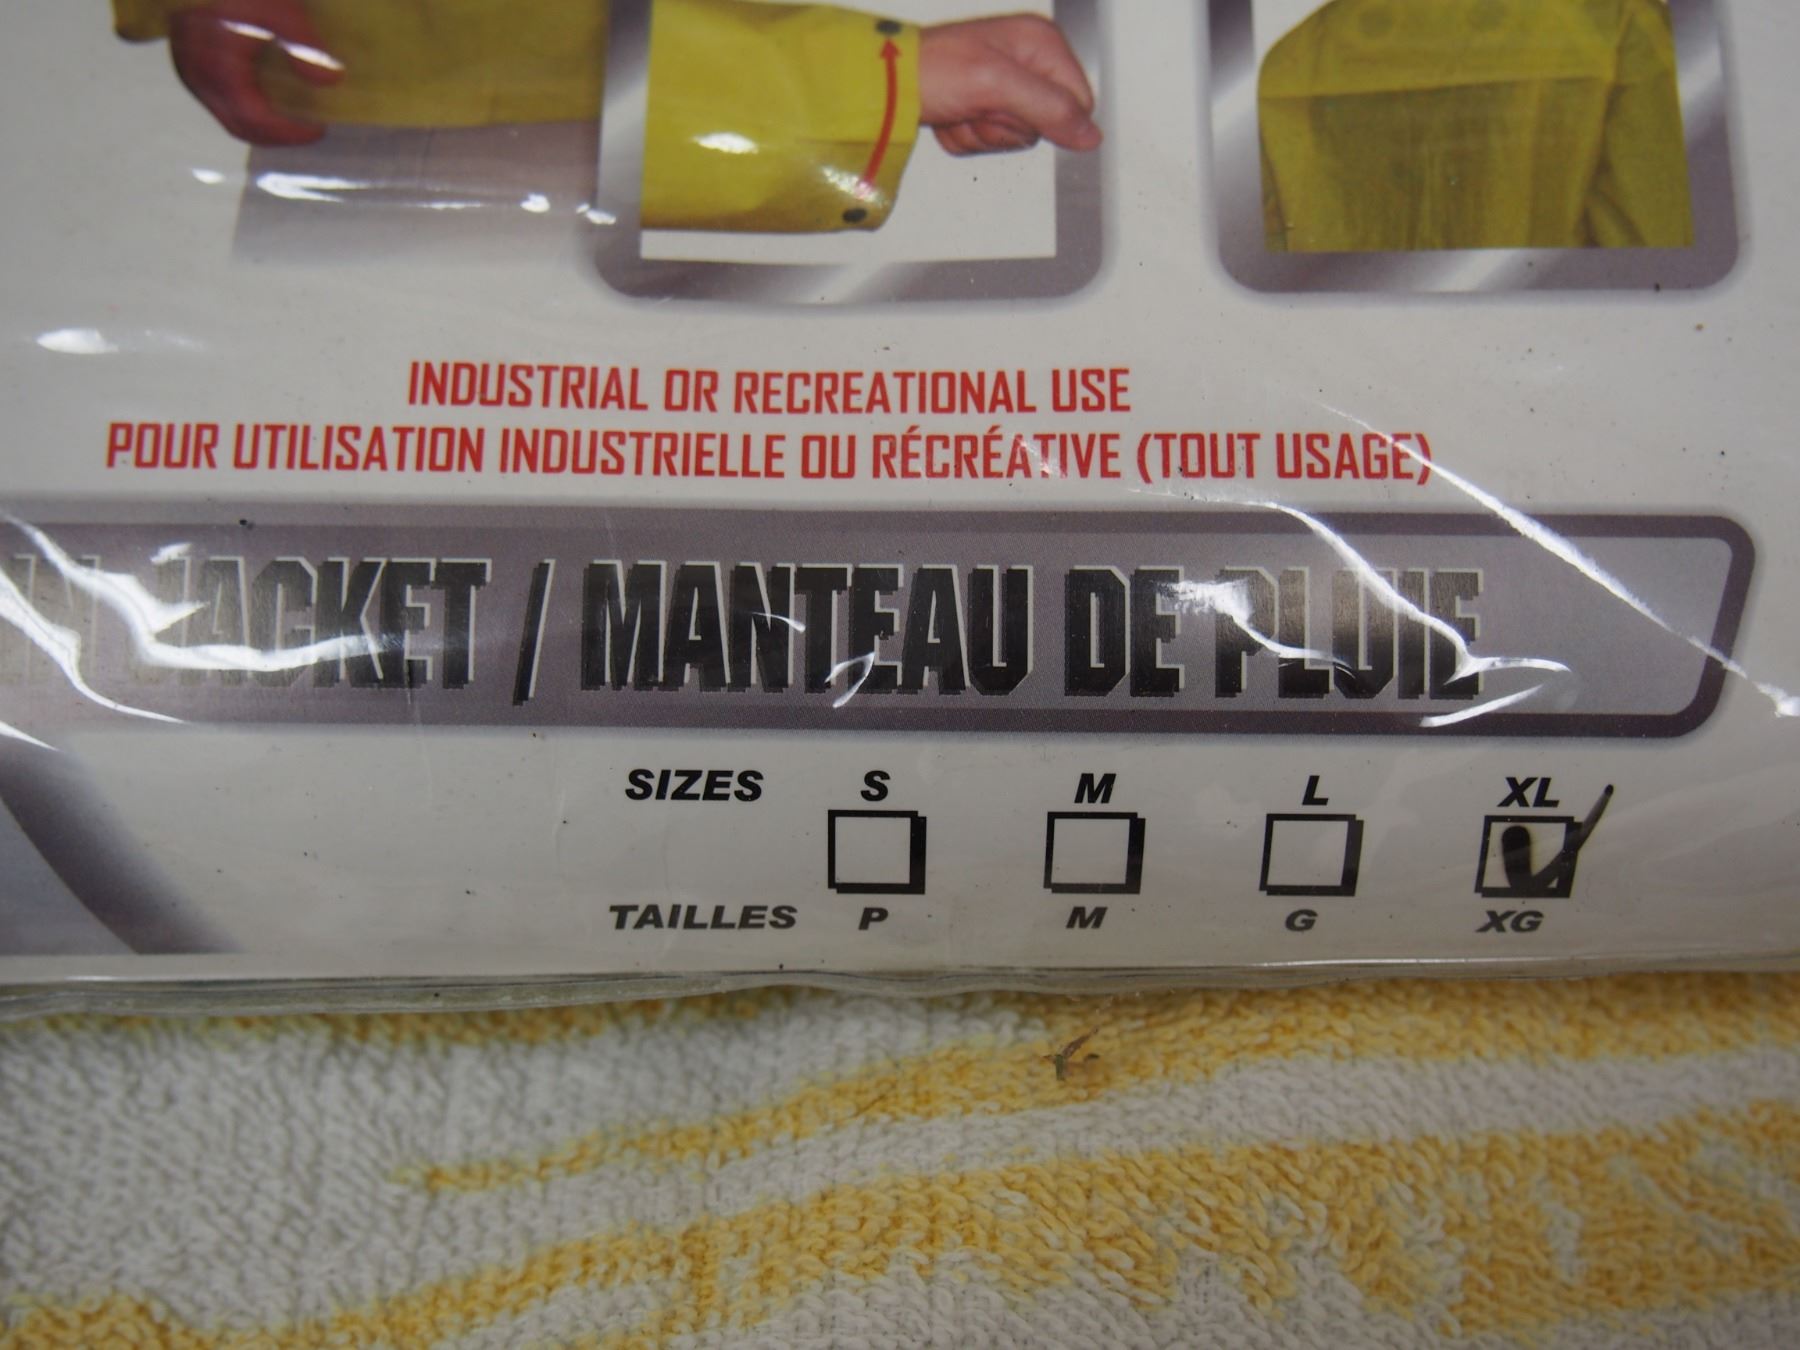 INDUSTRIAL OR RECREATIONAL USE
POUR UTILISATION INDUSTRIELLE OU RÉCRÉATIVE (TOUT USAGE)
JACKET / MANTEAU DE PLUIE
SIZES S M L XL
TAILLES P M G XG